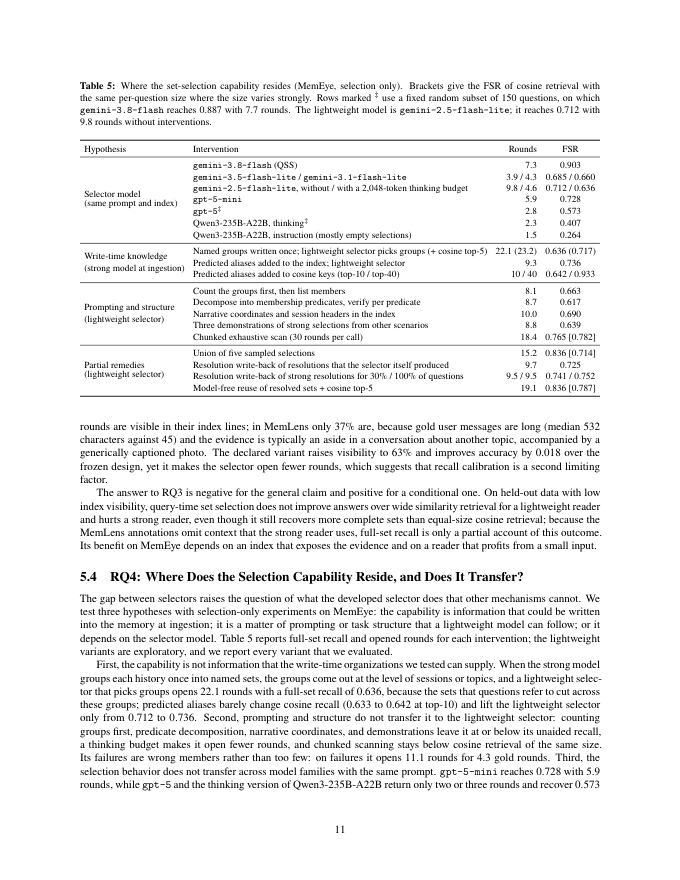 Table 5: Where the set-selection capability resides (MemEye, selection only). Brackets give the FSR of cosine retrieval with
the same per-question size where the size varies strongly. Rows marked ‡ use a fixed random subset of 150 questions, on which
gemini-3.8-flash reaches 0.887 with 7.7 rounds. The lightweight model is gemini-2.5-flash-lite; it reaches 0.712 with
9.8 rounds without interventions.
Hypothesis Intervention Rounds FSR
Selector model
(same prompt and index)
gemini-3.8-flash (QSS) 7.3 0.903
gemini-3.5-flash-lite / gemini-3.1-flash-lite 3.9 / 4.3 0.685 / 0.660
gemini-2.5-flash-lite, without / with a 2,048-token thinking budget 9.8 / 4.6 0.712 / 0.636
gpt-5-mini 5.9 0.728
gpt-5‡ 2.8 0.573
Qwen3-235B-A22B, thinking‡ 2.3 0.407
Qwen3-235B-A22B, instruction (mostly empty selections) 1.5 0.264
Write-time knowledge
(strong model at ingestion)
Named groups written once; lightweight selector picks groups (+ cosine top-5) 22.1 (23.2) 0.636 (0.717)
Predicted aliases added to the index; lightweight selector 9.3 0.736
Predicted aliases added to cosine keys (top-10 / top-40) 10 / 40 0.642 / 0.933
Prompting and structure
(lightweight selector)
Count the groups first, then list members 8.1 0.663
Decompose into membership predicates, verify per predicate 8.7 0.617
Narrative coordinates and session headers in the index 10.0 0.690
Three demonstrations of strong selections from other scenarios 8.8 0.639
Chunked exhaustive scan (30 rounds per call) 18.4 0.765 [0.782]
Partial remedies
(lightweight selector)
Union of five sampled selections 15.2 0.836 [0.714]
Resolution write-back of resolutions that the selector itself produced 9.7 0.725
Resolution write-back of strong resolutions for 30% / 100% of questions 9.5 / 9.5 0.741 / 0.752
Model-free reuse of resolved sets + cosine top-5 19.1 0.836 [0.787]
rounds are visible in their index lines; in MemLens only 37% are, because gold user messages are long (median 532
characters against 45) and the evidence is typically an aside in a conversation about another topic, accompanied by a
generically captioned photo. The declared variant raises visibility to 63% and improves accuracy by 0.018 over the
frozen design, yet it makes the selector open fewer rounds, which suggests that recall calibration is a second limiting
factor.
The answer to RQ3 is negative for the general claim and positive for a conditional one. On held-out data with low
index visibility, query-time set selection does not improve answers over wide similarity retrieval for a lightweight reader
and hurts a strong reader, even though it still recovers more complete sets than equal-size cosine retrieval; because the
MemLens annotations omit context that the strong reader uses, full-set recall is only a partial account of this outcome.
Its benefit on MemEye depends on an index that exposes the evidence and on a reader that profits from a small input.
5.4 RQ4: Where Does the Selection Capability Reside, and Does It Transfer?
The gap between selectors raises the question of what the developed selector does that other mechanisms cannot. We
test three hypotheses with selection-only experiments on MemEye: the capability is information that could be written
into the memory at ingestion; it is a matter of prompting or task structure that a lightweight model can follow; or it
depends on the selector model. Table 5 reports full-set recall and opened rounds for each intervention; the lightweight
variants are exploratory, and we report every variant that we evaluated.
First, the capability is not information that the write-time organizations we tested can supply. When the strong model
groups each history once into named sets, the groups come out at the level of sessions or topics, and a lightweight selec-
tor that picks groups opens 22.1 rounds with a full-set recall of 0.636, because the sets that questions refer to cut across
these groups; predicted aliases barely change cosine recall (0.633 to 0.642 at top-10) and lift the lightweight selector
only from 0.712 to 0.736. Second, prompting and structure do not transfer it to the lightweight selector: counting
groups first, predicate decomposition, narrative coordinates, and demonstrations leave it at or below its unaided recall,
a thinking budget makes it open fewer rounds, and chunked scanning stays below cosine retrieval of the same size.
Its failures are wrong members rather than too few: on failures it opens 11.1 rounds for 4.3 gold rounds. Third, the
selection behavior does not transfer across model families with the same prompt. gpt-5-mini reaches 0.728 with 5.9
rounds, while gpt-5 and the thinking version of Qwen3-235B-A22B return only two or three rounds and recover 0.573
11